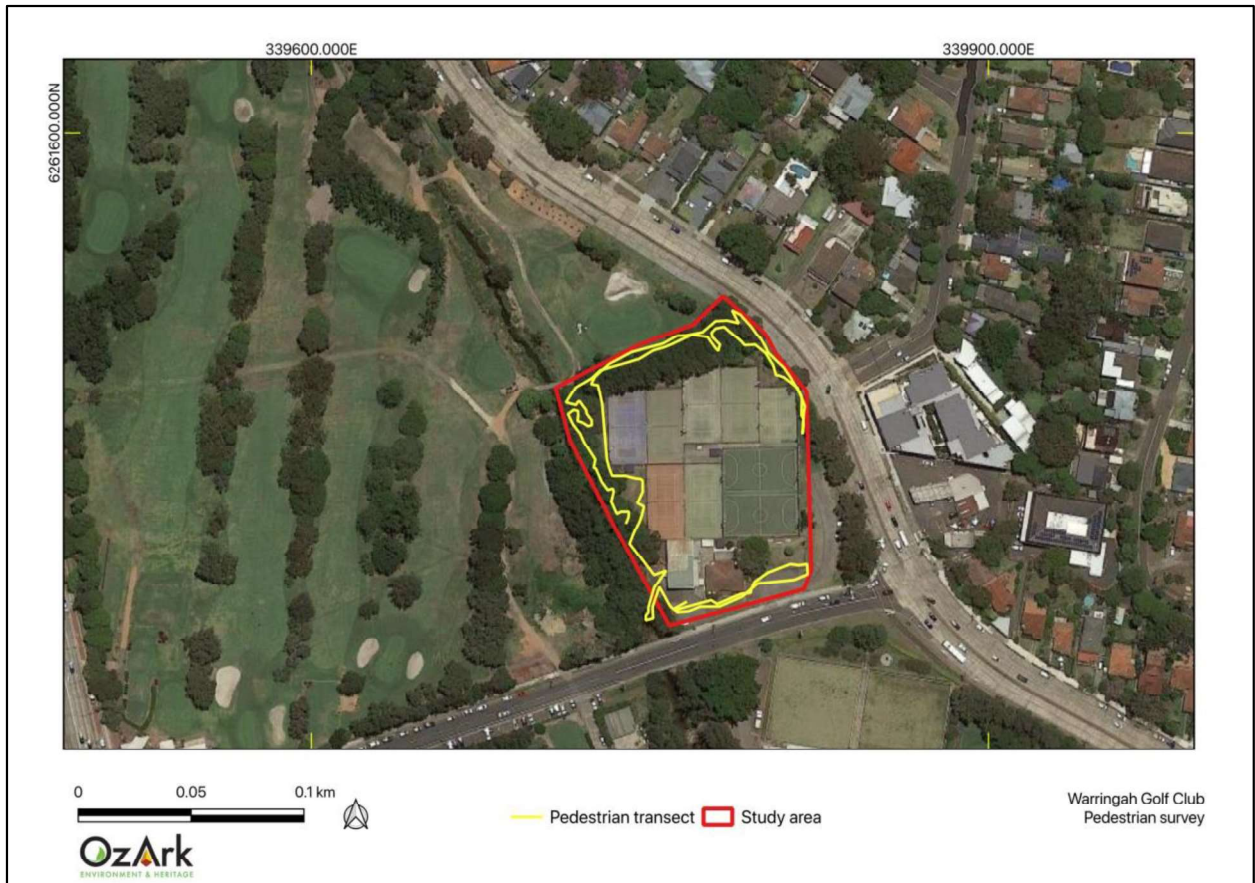 339600.000E
339900.000E
6261600.000N
0 0.05 0.1 km
Pedestrian transect
Study area
Warringah Golf Club
Pedestrian survey
OzArk
ENVIRONMENT & HERITAGE